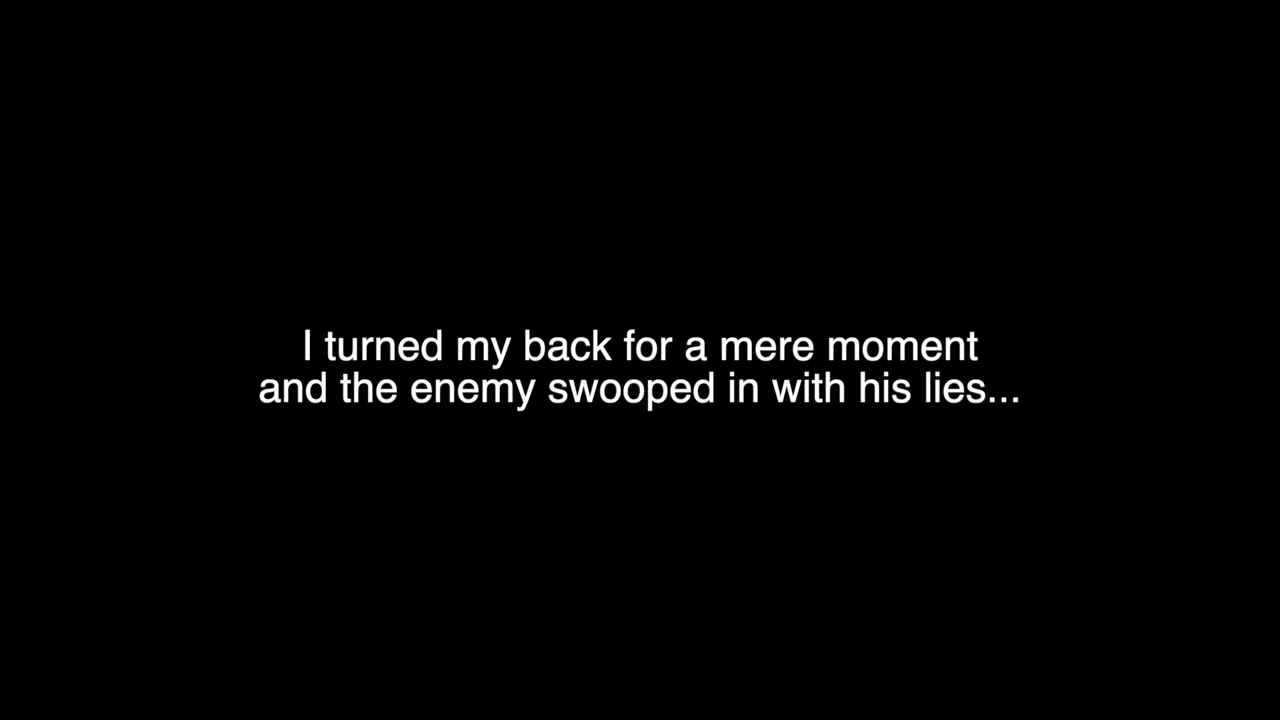 I turned my back for a mere moment
and the enemy swooped in with his lies...